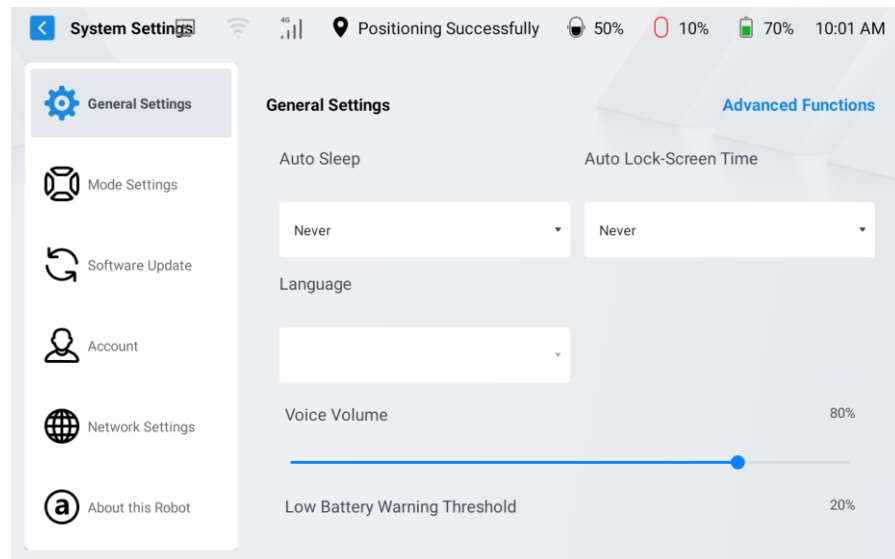 System Settings 4G Positioning Successfully 50% 10% 70% 10:01 AM
General Settings
Mode Settings
Software Update
Account
Network Settings
a About this Robot
General Settings Advanced Functions
Auto Sleep Auto Lock-Screen Time
Never Never
Language
Voice Volume 80%
Low Battery Warning Threshold 20%